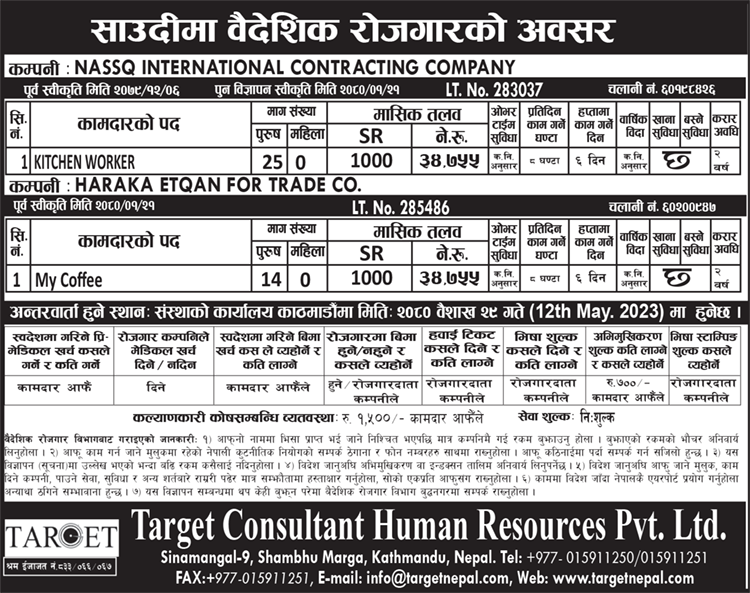 साउदीमा वैदेशिक रोजगारको अवसर
कम्पनी : NASSQ INTERNATIONAL CONTRACTING COMPANY
पूर्व स्वीकृति मिति २०७९/१२/०६ पुन विज्ञापन स्वीकृति मिति २०८०/०१/२१ LT. No. 283037 चलानी नं. ६०१९८४२६
सि. नं. कामदारको पद माग संख्या पुरुष महिला मासिक तलव SR ने.रु. ओभर टाईम सुविधा प्रतिदिन काम गर्ने घण्टा हप्तामा काम गर्ने दिन वार्षिक विदा खाना सुविधा बस्ने सुविधा करार अवधि
1 KITCHEN WORKER 25 0 1000 ३४,७५५ क.नि. अनुसार ८ घण्टा ६ दिन क.नि. अनुसार छ २ वर्ष
कम्पनी : HARAKA ETQAN FOR TRADE CO.
पूर्व स्वीकृति मिति २०८०/०१/२१ LT. No. 285486 चलानी नं. ६०२००९४७
सि. नं. कामदारको पद माग संख्या पुरुष महिला मासिक तलव SR ने.रु. ओभर टाईम सुविधा प्रतिदिन काम गर्ने घण्टा हप्तामा काम गर्ने दिन वार्षिक विदा खाना सुविधा बस्ने सुविधा करार अवधि
1 My Coffee 14 0 1000 ३४,७५५ क.नि. अनुसार ८ घण्टा ६ दिन क.नि. अनुसार छ २ वर्ष
अन्तरवार्ता हुने स्थानः संस्थाको कार्यालय काठमाडौंमा मितिः २०८० वैशाख २९ गते (12th May. 2023) मा हुनेछ ।
स्वदेशमा गरिने प्रि-मेडिकल खर्च कसले गर्ने र कति गर्ने रोजगार कम्पनिले मेडिकल खर्च दिने / नदिने स्वदेशमा गरिने बिमा खर्च कस ले व्यहोर्ने र कति लाग्ने रोजगारमा बिमा हुने/नहुने र कसले व्यहोर्ने हवाई टिकट कसले दिने र कति लाग्ने भिषा शुल्क कसले दिने र कति लाग्ने अभिमुखिकरण शुल्क कति लाग्ने र कसले व्यहोर्ने भिषा स्टाम्पिङ शुल्क कसले व्यहोर्ने
कामदार आफै दिने कामदार आफैले हुने / रोजगारदाता कम्पनीले रोजगारदाता कम्पनीले रोजगारदाता कम्पनीले रु.७००/- कामदार आफैले रोजगारदाता कम्पनीले
कल्याणकारी कोषसम्बन्धि व्यतवस्थाः रु. १,५००/- कामदार आफैले सेवा शुल्कः निःशुल्क
वैदेशिक रोजगार विभागबाट गराइएको जानकारी: १) आफ्नो नाममा भिसा प्राप्त भई जाने निश्चित भएपछि मात्र कम्पनिमै गई रकम बुझाउनु होला । बुझाएको रकमको भौचर अनिवार्य
लिनुहोला । २) आफू काम गर्न जाने मुलुकमा रहेको नेपाली कुटनीतिक नियोगको सम्पर्क ठेगाना र फोन नम्बरहरु साथमा राख्नुहोला । आफू कठिनाईमा पर्दा सम्पर्क गर्न सजिलो हुन्छ । ३) यस
विज्ञापन (सूचना)मा उल्लेख भएको भन्दा बढि रकम कसैलाई नदिनुहोला । ४) विदेश जानुअघि अभिमुखिकरण वा इन्डक्सन तालिम अनिवार्य लिनुपर्नेछ । ५) विदेश जानुअघि आफू जाने मुलुक, काम
दिने कम्पनी, पाउने सेवा, सुविधा र अन्य शर्तबारे राम्ररी पढेर मात्र सम्झौतामा हस्ताक्षर गर्नुहोला, सोको एकप्रति आफूसंग राख्नुहोला । ६) काममा विदेश जाँदा नेपालकै एयरपोर्ट प्रयोग गर्नुहोला
अन्यथा ठगिने सम्भावना हुन्छ । ७) यस विज्ञापन सम्बन्धमा थप केही बुझ्न परेमा वैदेशिक रोजगार विभाग बुद्धनगरमा सम्पर्क राख्नुहोला ।
TARGET
श्रम ईजाजत नं.८३३/०६६/०६७
Target Consultant Human Resources Pvt. Ltd.
Sinamangal-9, Shambhu Marga, Kathmandu, Nepal. Tel: +977- 015911250/015911251
FAX:+977-015911251, E-mail: info@targetnepal.com, Web: www.targetnepal.com